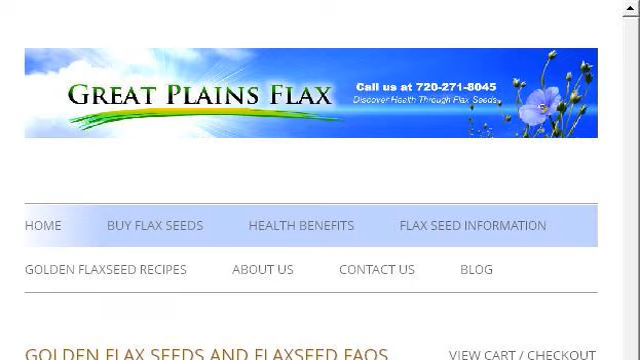 GREAT PLAINS FLAX
Call us at 720-271-8045
Discover Health Through Flax Seeds
HOME BUY FLAX SEEDS HEALTH BENEFITS FLAX SEED INFORMATION
GOLDEN FLAXSEED RECIPES ABOUT US CONTACT US BLOG
GOLDEN FLAX SEEDS AND FLAXSEED FAQS VIEW CART / CHECKOUT